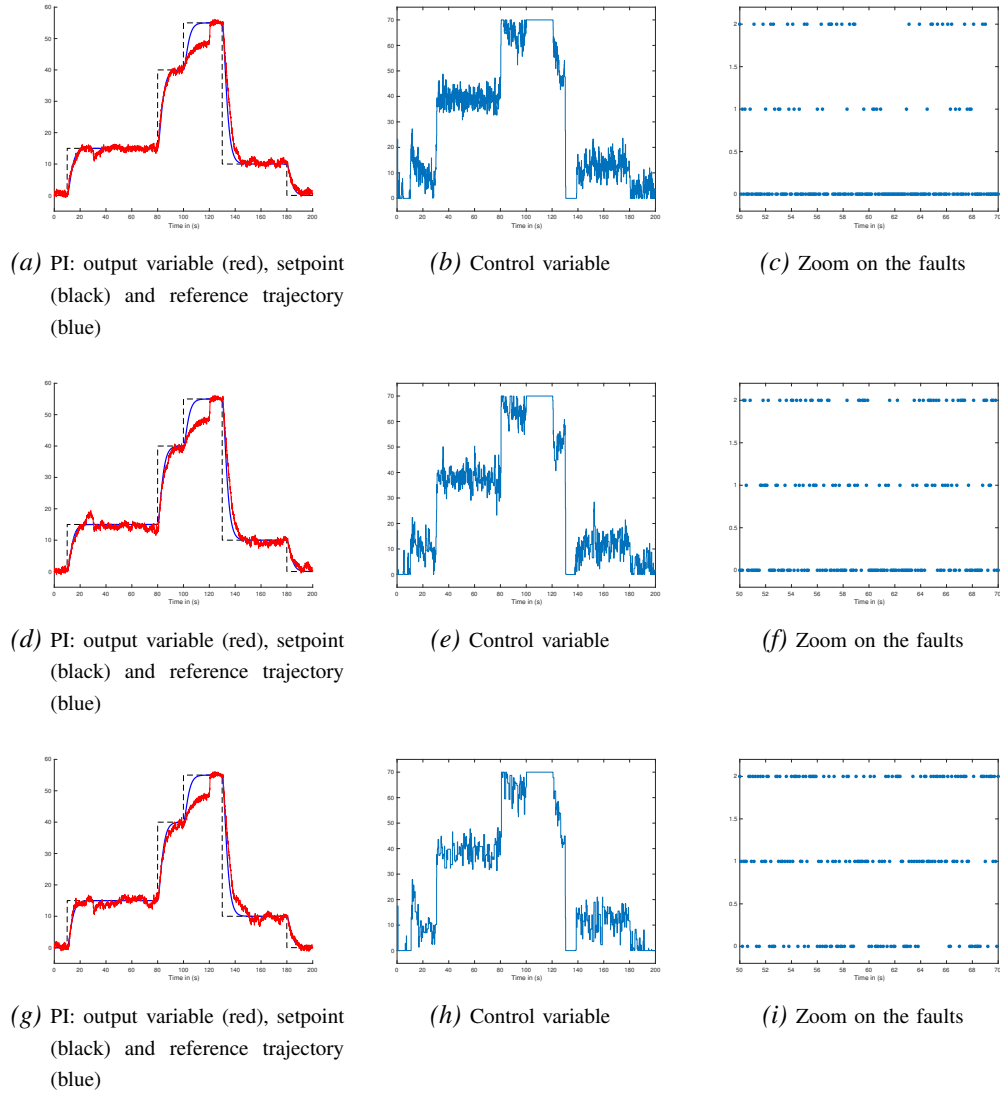 60
50
40
30
20
10
0
0 20 40 60 80 100 120 140 160 180 200
Time in (s)
70
60
50
40
30
20
10
0
0 20 40 60 80 100 120 140 160 180 200
Time in (s)
2
1.5
1
0.5
0
50 52 54 56 58 60 62 64 66 68 70
Time in (s)
(a) PI: output variable (red), setpoint
(black) and reference trajectory
(blue)
(b) Control variable
(c) Zoom on the faults
60
50
40
30
20
10
0
0 20 40 60 80 100 120 140 160 180 200
Time in (s)
70
60
50
40
30
20
10
0
0 20 40 60 80 100 120 140 160 180 200
Time in (s)
2
1.5
1
0.5
0
50 52 54 56 58 60 62 64 66 68 70
Time in (s)
(d) PI: output variable (red), setpoint
(black) and reference trajectory
(blue)
(e) Control variable
(f) Zoom on the faults
60
50
40
30
20
10
0
0 20 40 60 80 100 120 140 160 180 200
Time in (s)
70
60
50
40
30
20
10
0
0 20 40 60 80 100 120 140 160 180 200
Time in (s)
2
1.5
1
0.5
0
50 52 54 56 58 60 62 64 66 68 70
Time in (s)
(g) PI: output variable (red), setpoint
(black) and reference trajectory
(blue)
(h) Control variable
(i) Zoom on the faults